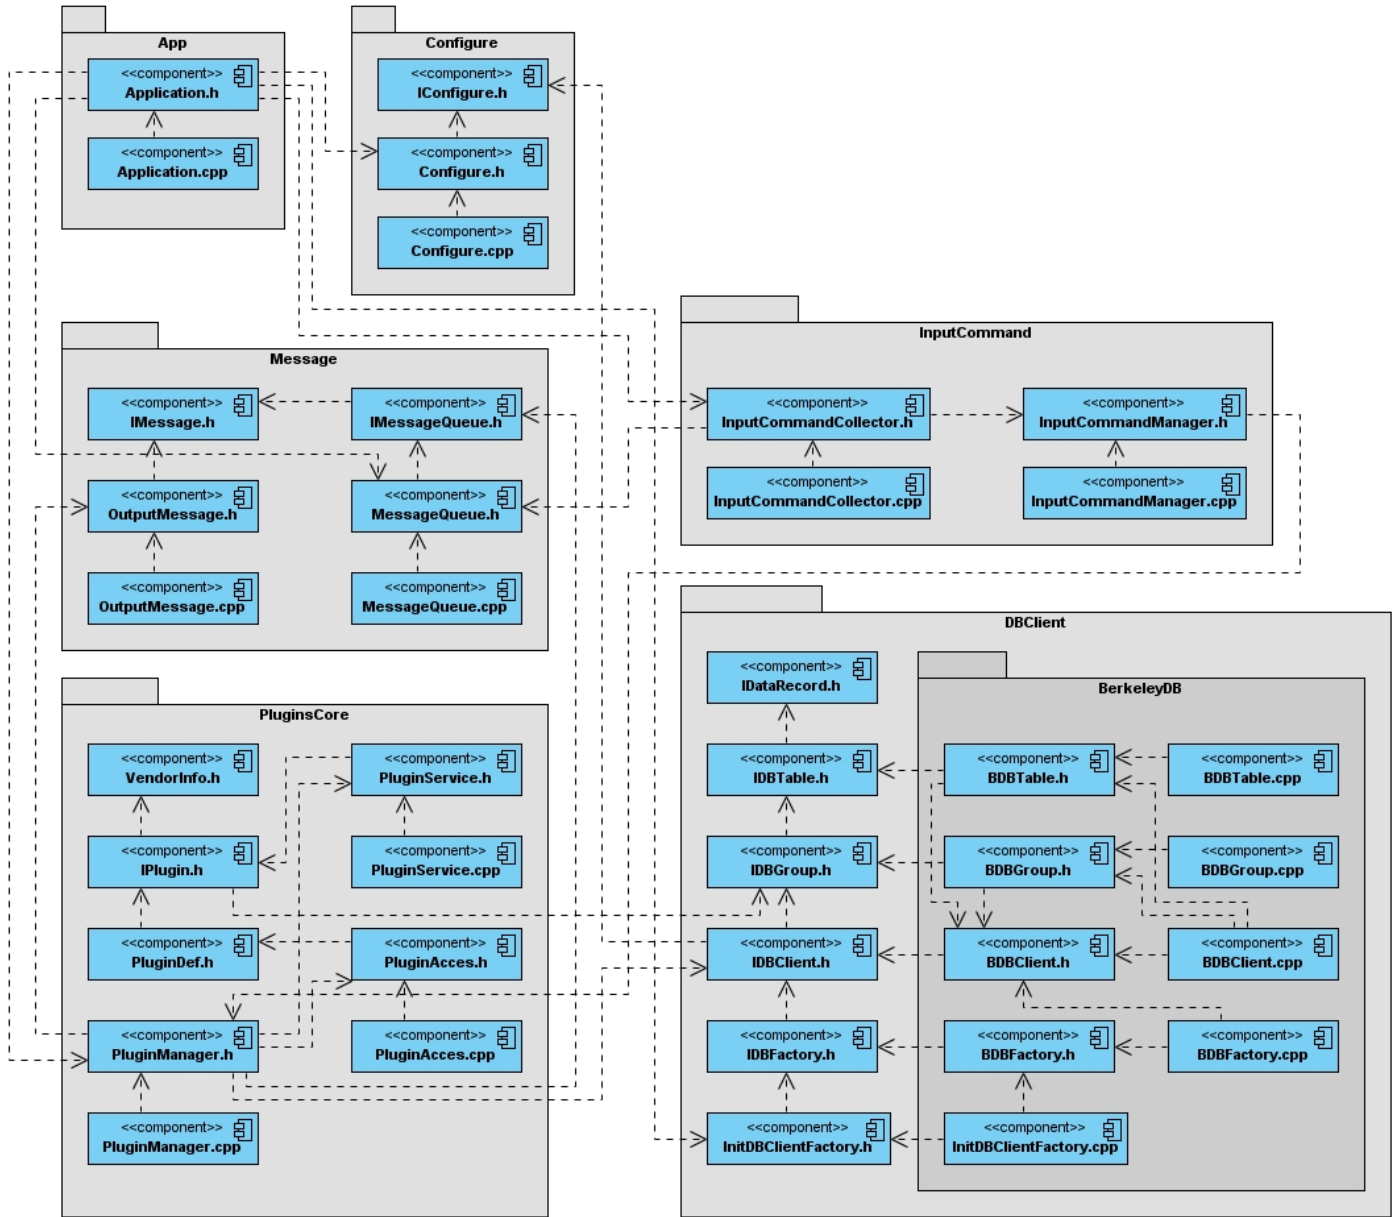 App
<<component>>
Application.h
<<component>>
Application.cpp
Configure
<<component>>
IConfigure.h
<<component>>
Configure.h
<<component>>
Configure.cpp
Message
<<component>>
IMessage.h
<<component>>
IMessageQueue.h
<<component>>
OutputMessage.h
<<component>>
MessageQueue.h
<<component>>
OutputMessage.cpp
<<component>>
MessageQueue.cpp
InputCommand
<<component>>
InputCommandCollector.h
<<component>>
InputCommandManager.h
<<component>>
InputCommandCollector.cpp
<<component>>
InputCommandManager.cpp
PluginsCore
<<component>>
VendorInfo.h
<<component>>
PluginService.h
<<component>>
IPlugin.h
<<component>>
PluginService.cpp
<<component>>
PluginDef.h
<<component>>
PluginAcces.h
<<component>>
PluginManager.h
<<component>>
PluginAcces.cpp
<<component>>
PluginManager.cpp
DBClient
<<component>>
IDataRecord.h
<<component>>
IDBTable.h
<<component>>
IDBGroup.h
<<component>>
IDBClient.h
<<component>>
IDBFactory.h
<<component>>
InitDBClientFactory.h
BerkeleyDB
<<component>>
BDBTable.h
<<component>>
BDBTable.cpp
<<component>>
BDBGroup.h
<<component>>
BDBGroup.cpp
<<component>>
BDBClient.h
<<component>>
BDBClient.cpp
<<component>>
BDBFactory.h
<<component>>
BDBFactory.cpp
<<component>>
InitDBClientFactory.cpp